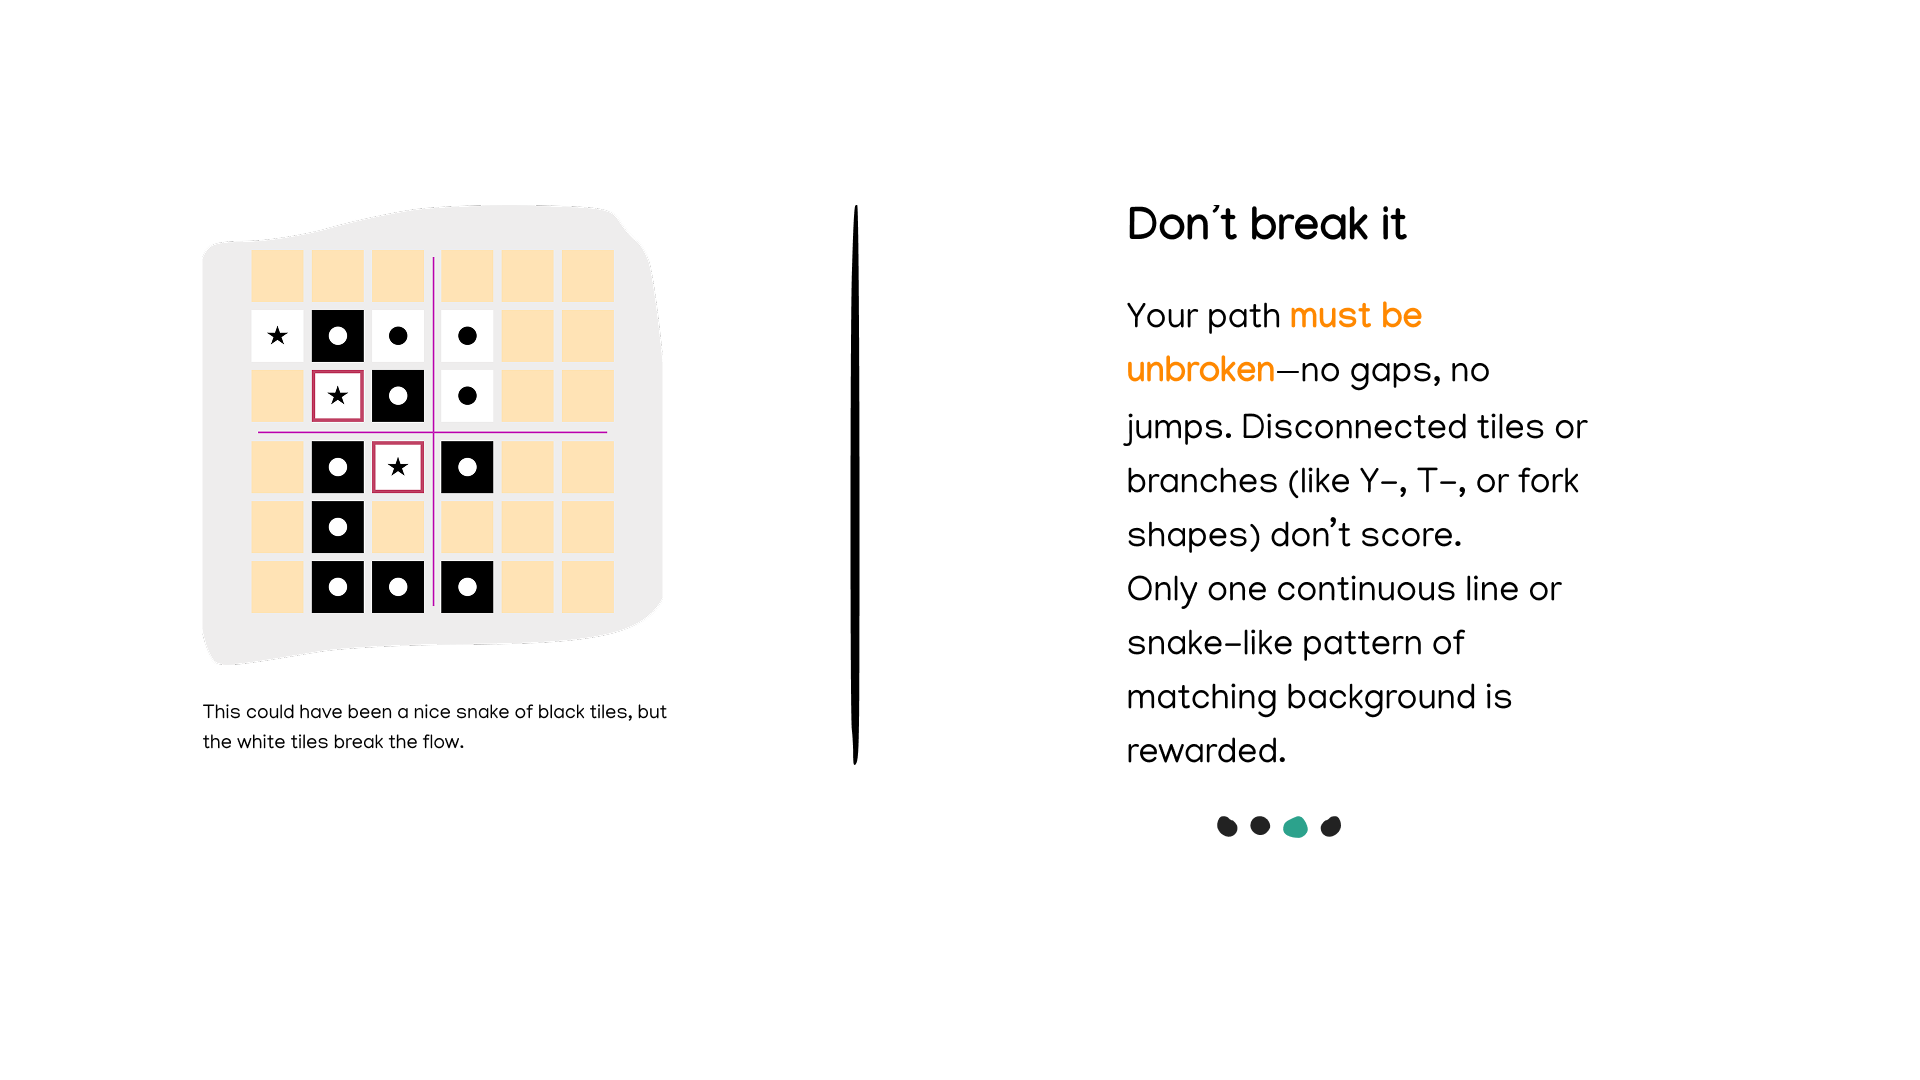 Don't break it
Your path must be
unbroken—no gaps, no
jumps. Disconnected tiles or
branches (like Y-, T-, or fork
shapes) don't score.
Only one continuous line or
snake-like pattern of
matching background is
rewarded.
This could have been a nice snake of black tiles, but
the white tiles break the flow.